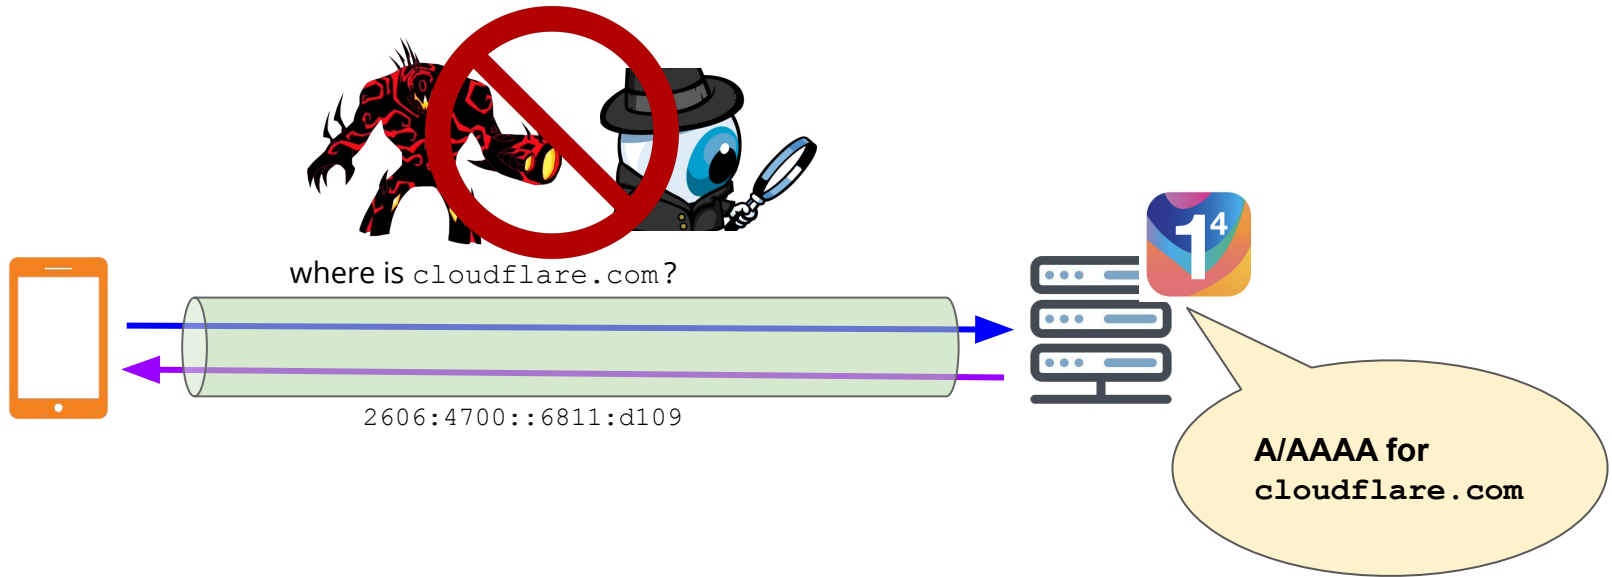 where is cloudflare.com?
1⁴
2606:4700::6811:d109
A/AAAA for
cloudflare.com